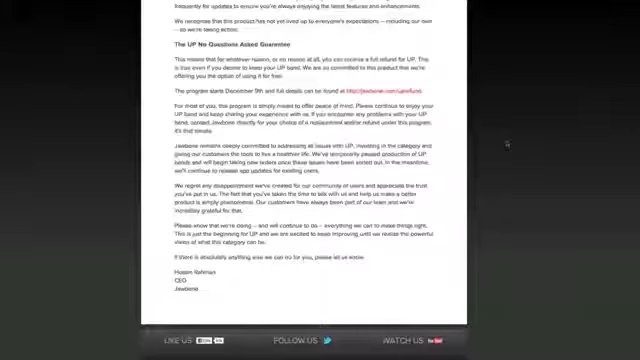 frequently for updates to ensure you're always enjoying the latest features and enhancements.
We recognize that this product has not yet lived up to everyone's expectations – including our own – so we're taking action:
The UP No Questions Asked Guarantee
This means that for whatever reason, or no reason at all, you can receive a full refund for UP. This
is true even if you decide to keep your UP band. We are so committed to this product that we're
offering you the option of using it for free.
The program starts December 9th and full details can be found at http://jawbone.com/uprefund.
For most of you, this program is simply meant to offer peace of mind. Please continue to enjoy your
UP band and keep sharing your experience with us. If you encounter any problems with your UP
band, contact Jawbone directly for your choice of a replacement and/or refund under this program.
It's that simple.
Jawbone remains deeply committed to addressing all issues with UP, investing in the category and
giving our customers the tools to live a healthier life. We've temporarily paused production of UP
bands and will begin taking new orders once these issues have been sorted out. In the meantime,
we'll continue to release app updates for existing users.
We regret any disappointment we've created for our community of users and appreciate the trust
you've put in us. The fact that you've taken the time to talk with us and help us make a better
product is simply phenomenal. Our customers have always been part of our team and we're
incredibly grateful for that.
Please know that we're doing – and will continue to do – everything we can to make things right.
This is just the beginning for UP and we are excited to keep improving until we realize the powerful
views of what this category can be.
If there is absolutely anything else we can do for you, please let us know.
Hosain Rahman
CEO
Jawbone
LIKE US
FOLLOW US
WATCH US